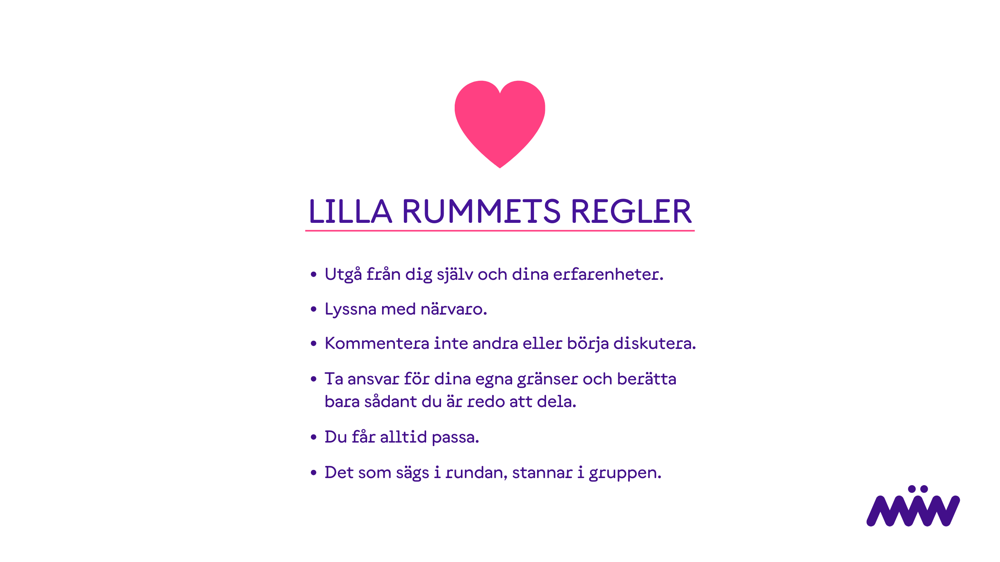 LILLA RUMMETS REGLER
• Utgå från dig själv och dina erfarenheter.
• Lyssna med närvaro.
• Kommentera inte andra eller börja diskutera.
• Ta ansvar för dina egna gränser och berätta
bara sådant du är redo att dela.
• Du får alltid passa.
• Det som sägs i rundan, stannar i gruppen.
MÄN